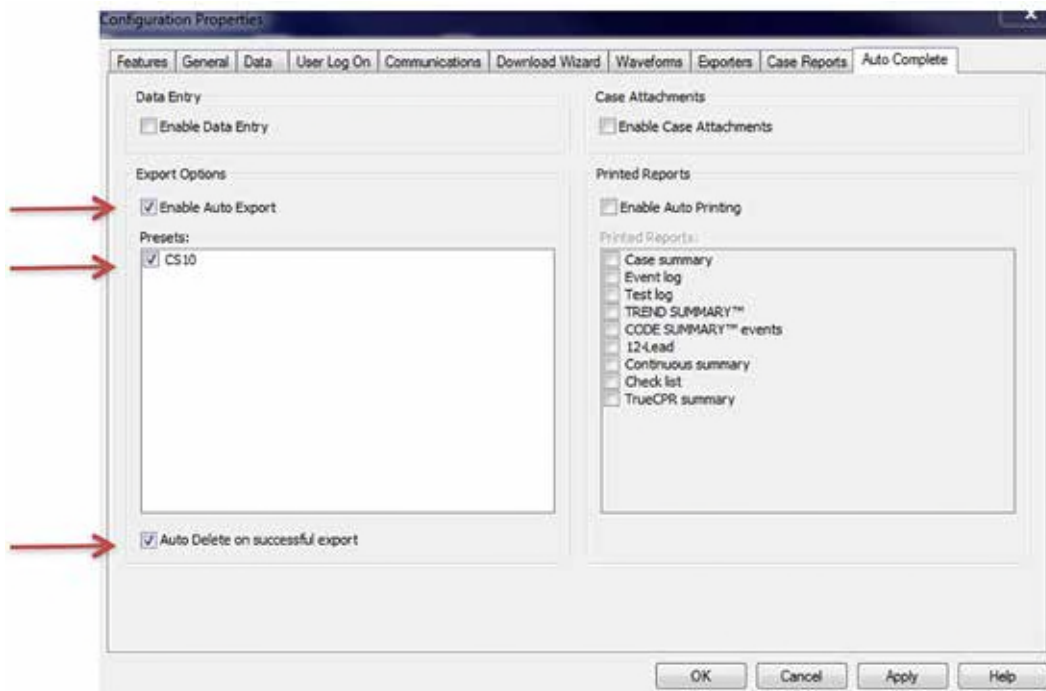 Configuration Properties
X
Features General Data User Log On Communications Download Wizard Waveforms Exporters Case Reports Auto Complete
Data Entry
Enable Data Entry
Case Attachments
Enable Case Attachments
Export Options
Enable Auto Export
Presets:
CS10
Auto Delete on successful export
Printed Reports
Enable Auto Printing
Printed Reports:
Case summary
Event log
Test log
TREND SUMMARY™
CODE SUMMARY™ events
12-Lead
Continuous summary
Check list
TrueCPR summary
OK Cancel Apply Help